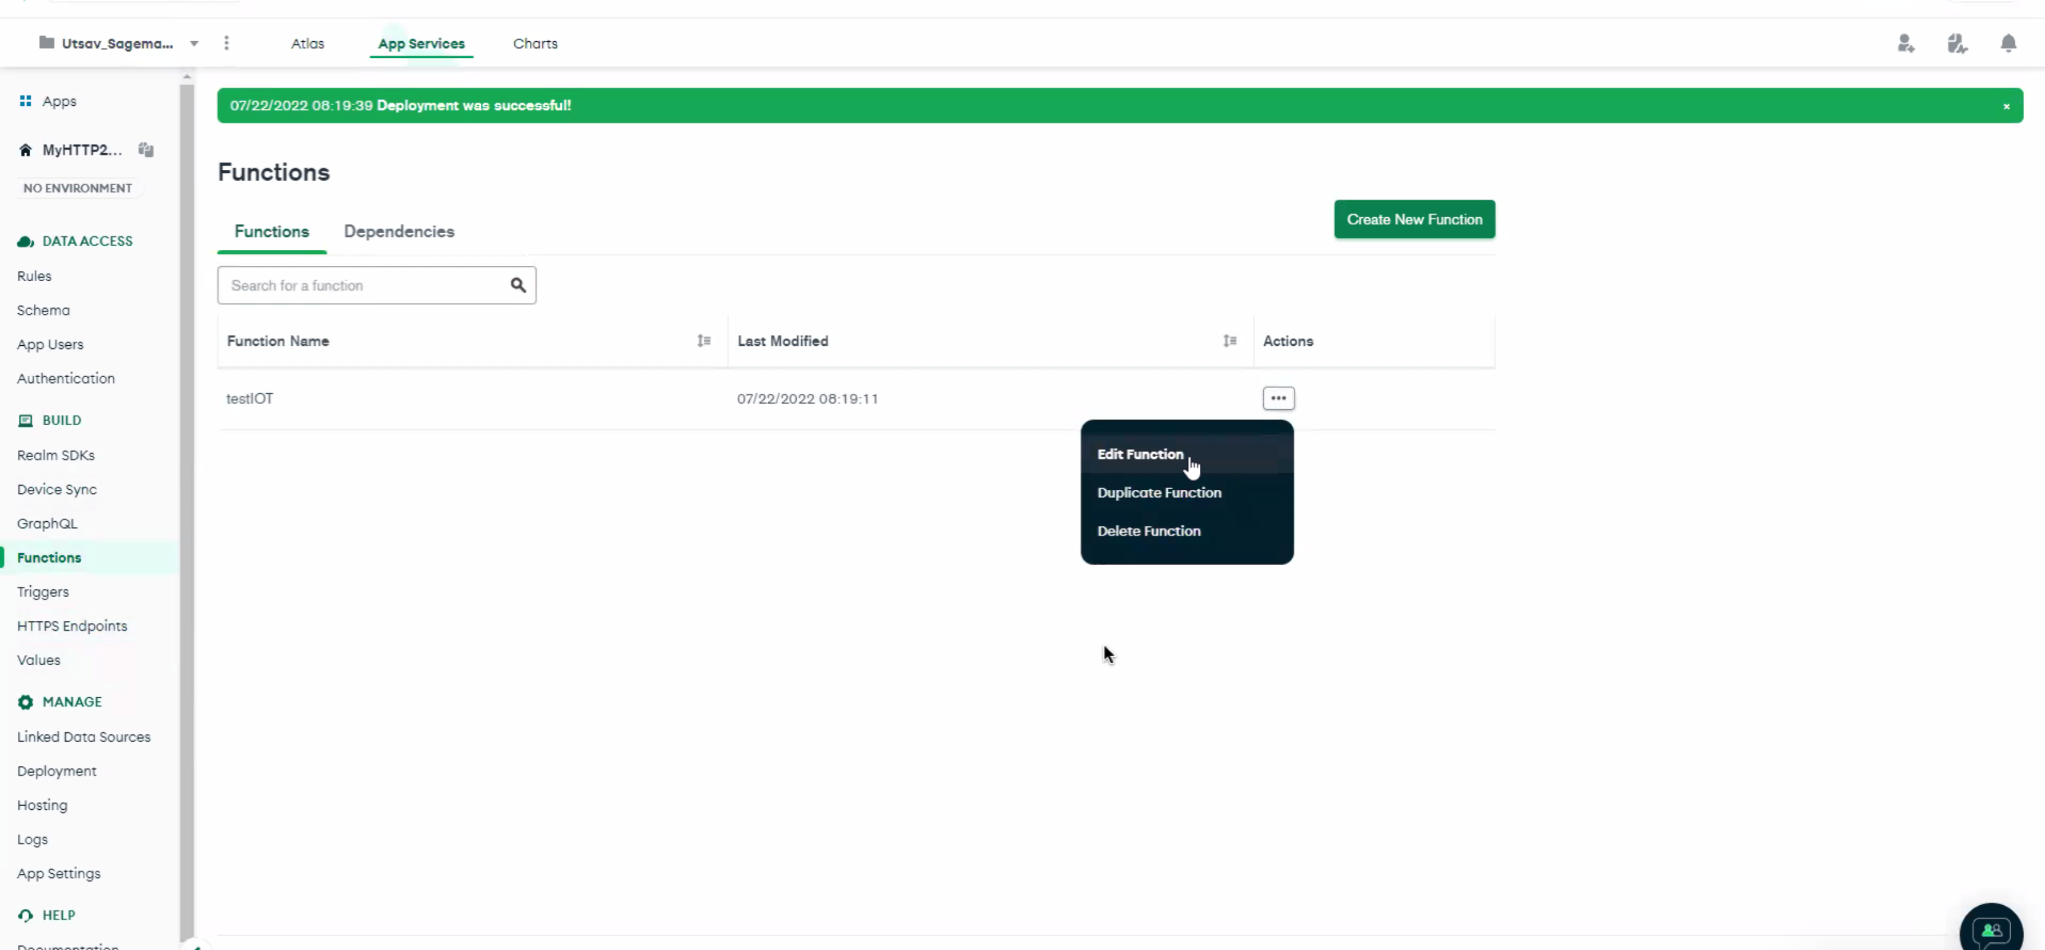 Utsav_Sagema...
Atlas
App Services
Charts
Apps
MyHTTP2...
NO ENVIRONMENT
DATA ACCESS
Rules
Schema
App Users
Authentication
BUILD
Realm SDKs
Device Sync
GraphQL
Functions
Triggers
HTTPS Endpoints
Values
MANAGE
Linked Data Sources
Deployment
Hosting
Logs
App Settings
HELP
Documentation
07/22/2022 08:19:39 Deployment was successful!
Functions
Functions
Dependencies
Create New Function
Search for a function
Function Name
Last Modified
Actions
testIOT
07/22/2022 08:19:11
Edit Function
Duplicate Function
Delete Function